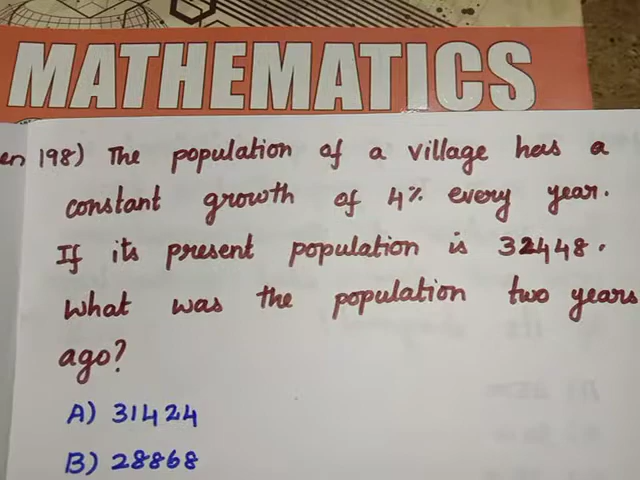 MATHEMATICS
en 198) The population of a village has a
constant growth of 4% every year.
If its present population is 32448.
What was the population two years
ago?
A) 31424
B) 28868